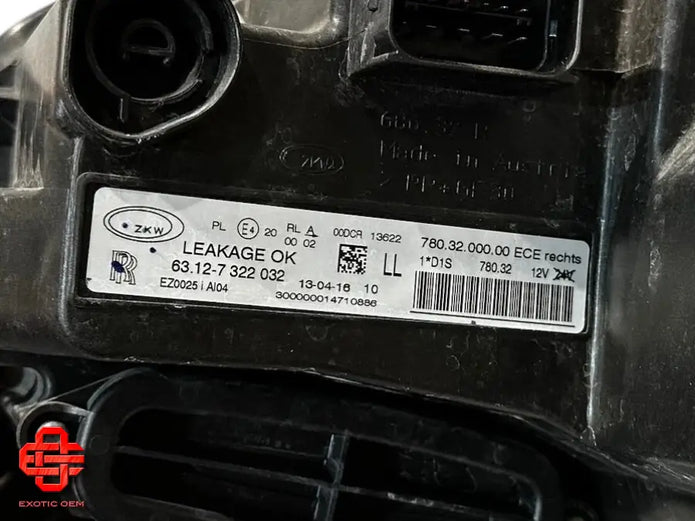 Made in Austria
ZKW
PL E4 20 RL A
00 02
00DCR 13622
780.32.000.00 ECE rechts
LEAKAGE OK
LL
1*D1S 780.32 12V
RR
63.12-7 322 032
13-04-16 10
EZ0025 i AI04
300000014710886
EXOTIC OEM